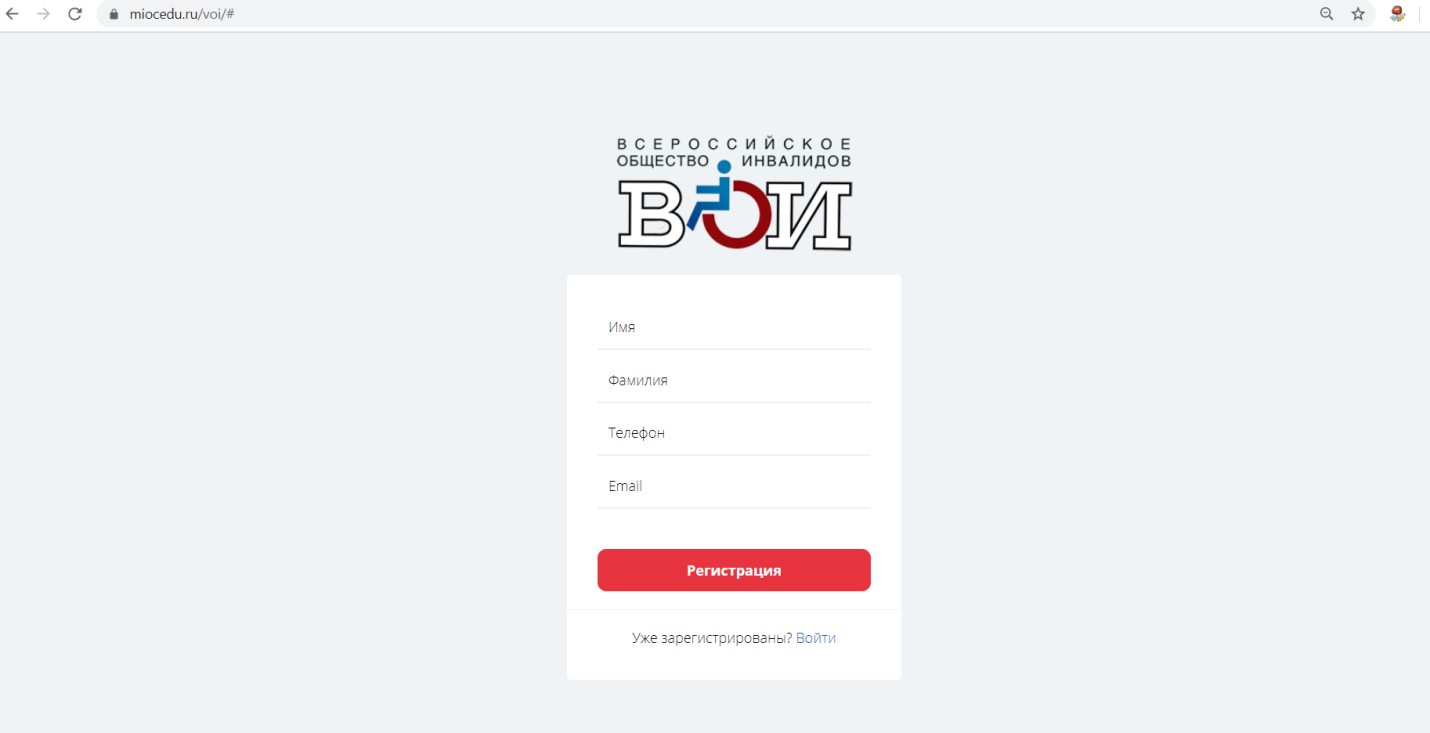 miocedu.ru/voi/#
ВСЕРОССИЙСКОЕ
ОБЩЕСТВО ИНВАЛИДОВ
ВОИ
Имя
Фамилия
Телефон
Email
Регистрация
Уже зарегистрированы? Войти